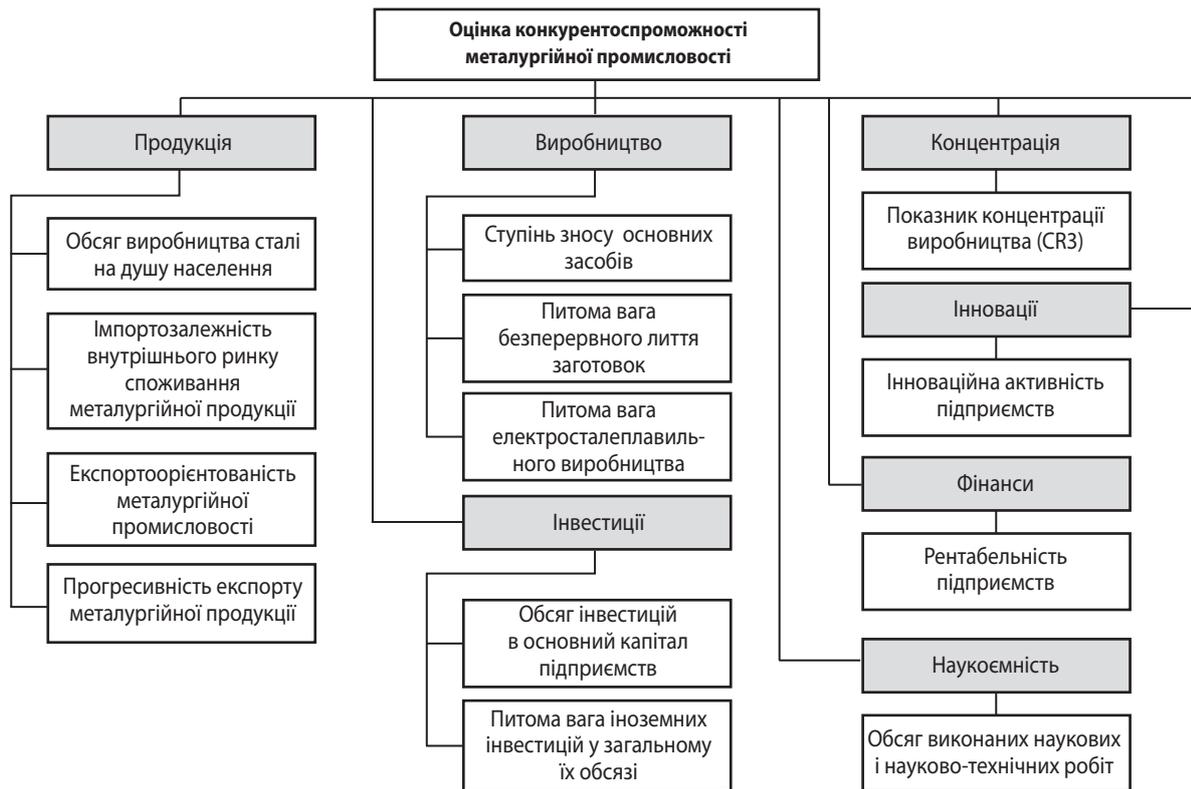 Оцінка конкурентоспроможності
металургійної промисловості
Продукція
Обсяг виробництва сталі
на душу населення
Імпортозалежність
внутрішнього ринку
споживання
металургійної продукції
Експортоорієнтованість
металургійної
промисловості
Прогресивність експорту
металургійної продукції
Виробництво
Ступінь зносу основних
засобів
Питома вага
безперервного лиття
заготовок
Питома вага
електросталеплавиль-
ного виробництва
Інвестиції
Обсяг інвестицій
в основний капітал
підприємств
Питома вага іноземних
інвестицій у загальному
їх обсязі
Концентрація
Показник концентрації
виробництва (CR3)
Інновації
Інноваційна активність
підприємств
Фінанси
Рентабельність
підприємств
Наукоємність
Обсяг виконаних наукових
і науково-технічних робіт